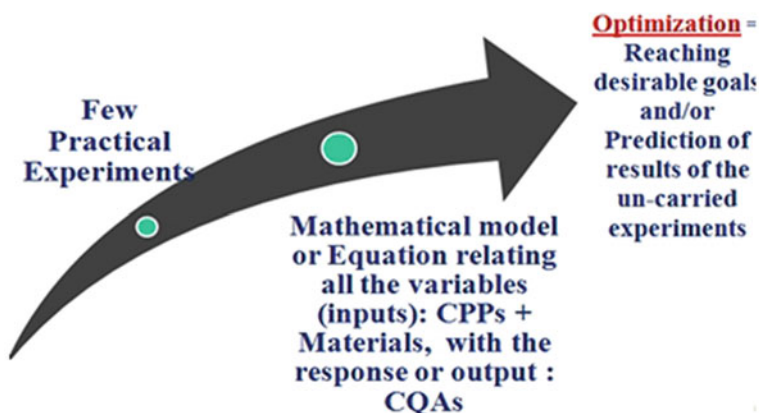 Few
Practical
Experiments
Mathematical model
or Equation relating
all the variables
(inputs): CPPs +
Materials, with the
response or output :
CQAs
Optimization =
Reaching
desirable goals
and/or
Prediction of
results of the
un-carried
experiments